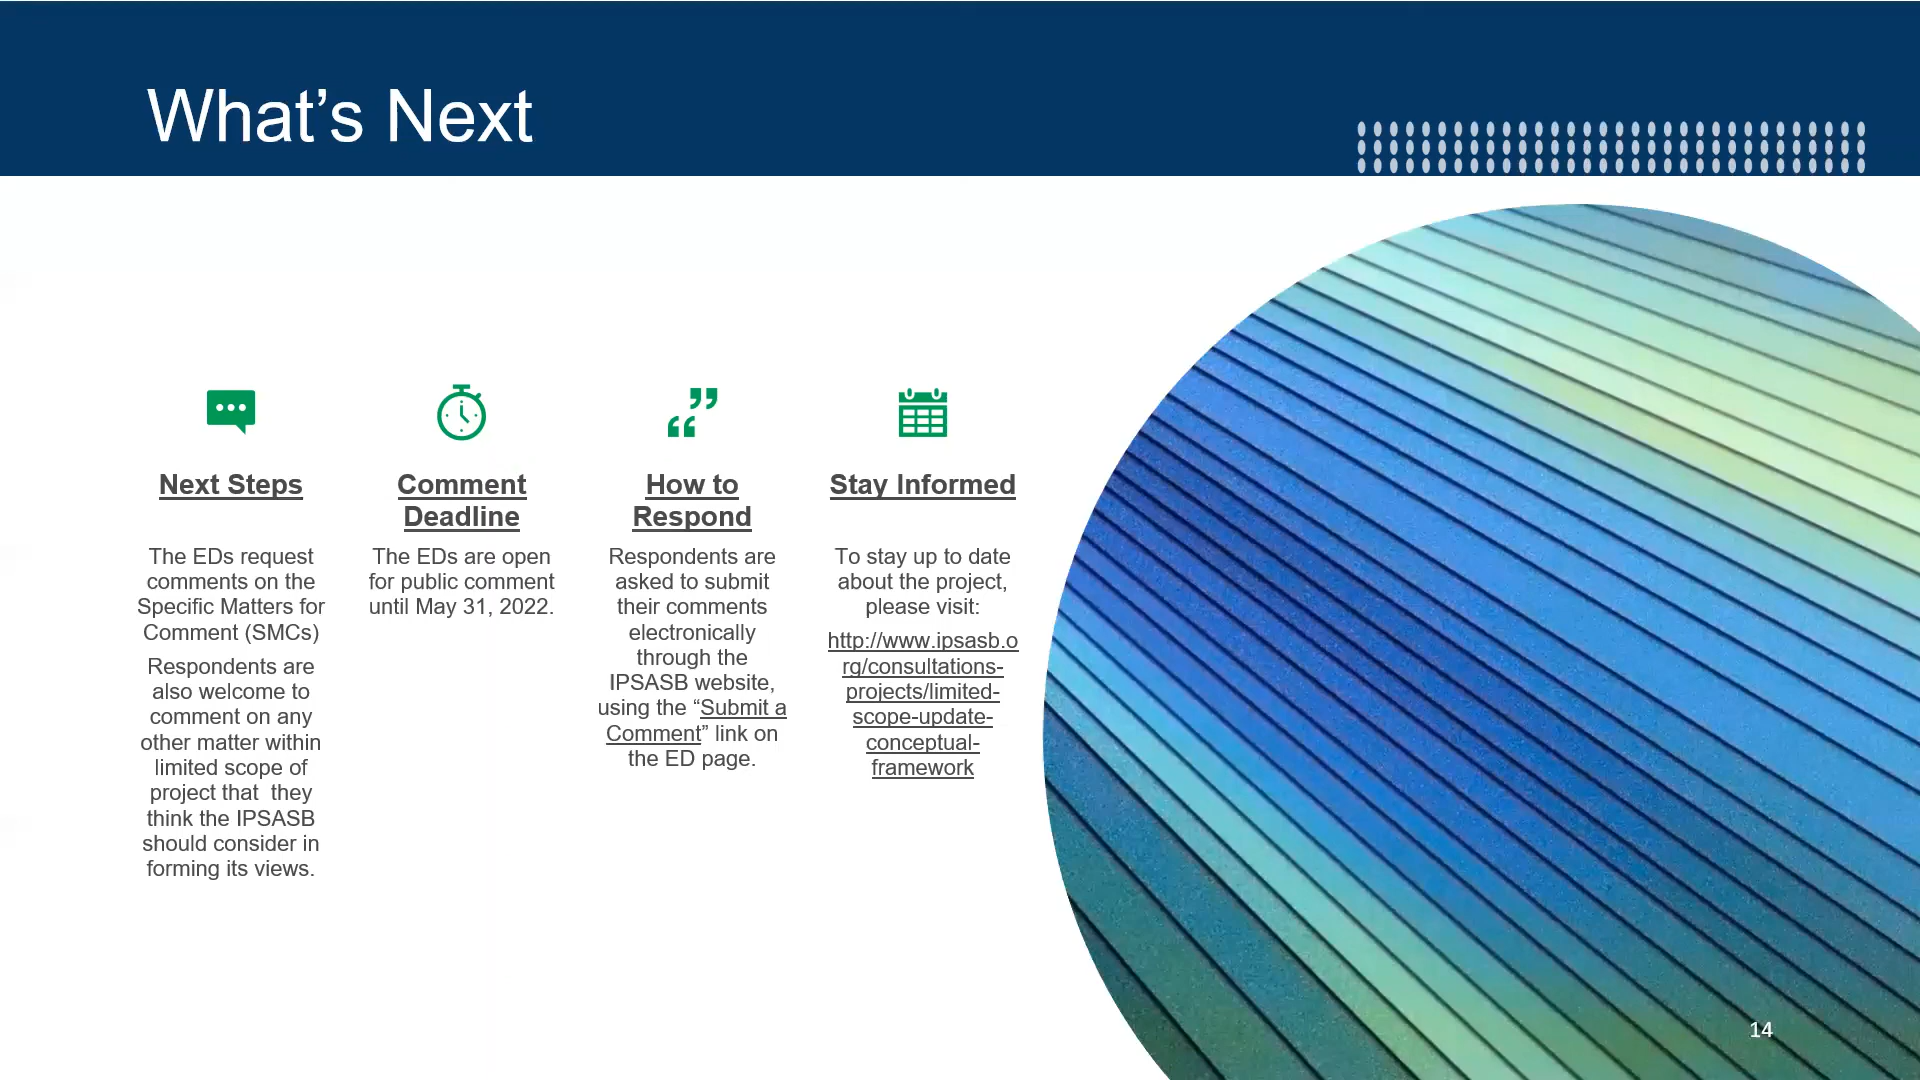 What’s Next
Next Steps
The EDs request
comments on the
Specific Matters for
Comment (SMCs)
Respondents are
also welcome to
comment on any
other matter within
limited scope of
project that  they
think the IPSASB
should consider in
forming its views.
Comment
Deadline
The EDs are open
for public comment
until May 31, 2022.
How to
Respond
Respondents are
asked to submit
their comments
electronically
through the
IPSASB website,
using the “Submit a
Comment” link on
the ED page.
Stay Informed
To stay up to date
about the project,
please visit:
http://www.ipsasb.o
rg/consultations-
projects/limited-
scope-update-
conceptual-
framework
14